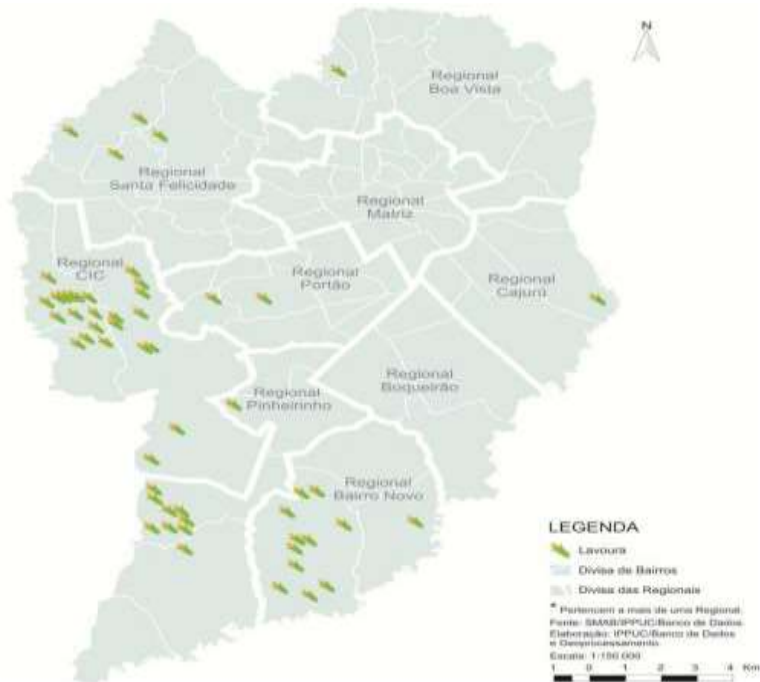 N
Regional
Boa Vista
Regional
Santa Felicidade
Regional
Matriz
Regional
CIC
Regional
Portão
Regional
Cajurú
Regional
Boqueirão
Regional
Pinheirinho
Regional
Bairro Novo
LEGENDA
Lavoura
Divisa de Bairros
Divisa das Regionais
* Pertencem a mais de uma Regional.
Fonte: SMAB/IPPUC/Banco de Dados
Elaboração: IPPUC/Banco de Dados
e Geoprocessamento
Escala: 1:150 000
1 0 1 2 3 4 Km